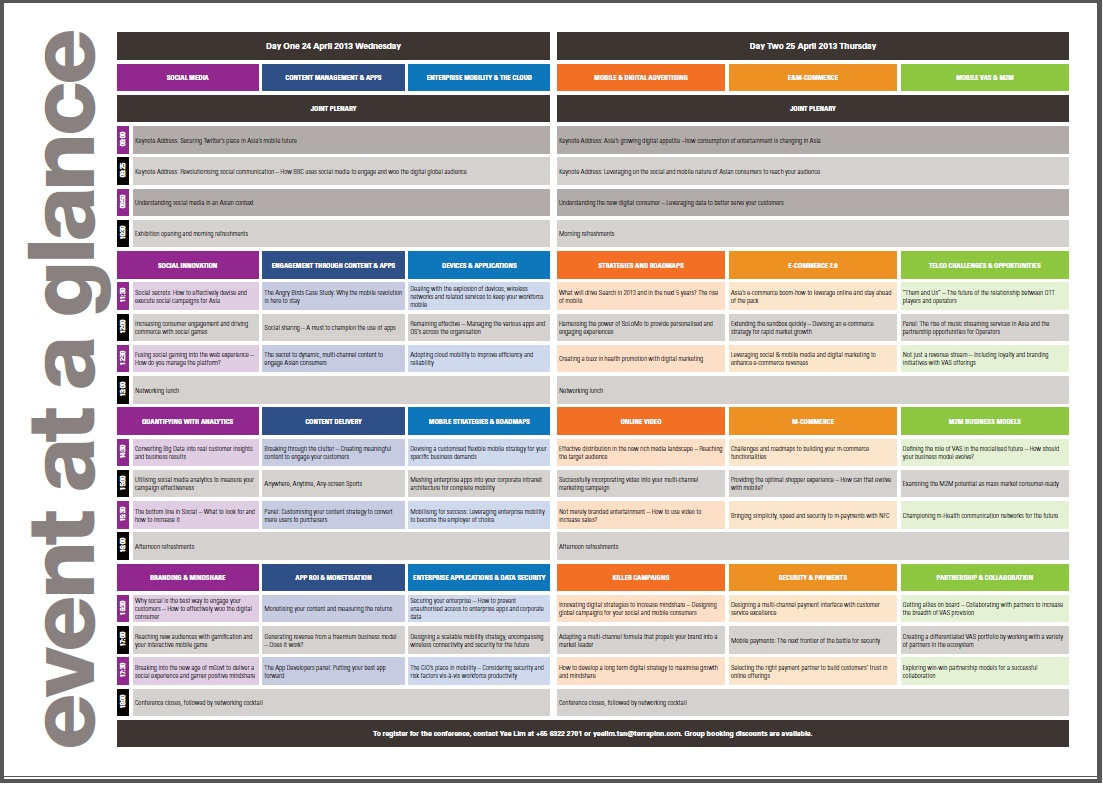 event at a glance
Day One 24 April 2013 Wednesday
Day Two 25 April 2013 Thursday
SOCIAL MEDIA
CONTENT MANAGEMENT & APPS
ENTERPRISE MOBILITY & THE CLOUD
MOBILE & DIGITAL ADVERTISING
E&M-COMMERCE
MOBILE VAS & M2M
JOINT PLENARY
JOINT PLENARY
09:00
Keynote Address: Securing Twitter's place in Asia's mobile future
Keynote Address: Asia's growing digital appetite –how consumption of entertainment is changing in Asia
09:25
Keynote Address: Revolutionising social communication – How BBC uses social media to engage and woo the digital global audience
Keynote Address: Leveraging on the social and mobile nature of Asian consumers to reach your audience
09:50
Understanding social media in an Asian context
Understanding the new digital consumer – Leveraging data to better serve your customers
10:30
Exhibition opening and morning refreshments
Morning refreshments
SOCIAL INNOVATION
ENGAGEMENT THROUGH CONTENT & APPS
DEVICES & APPLICATIONS
STRATEGIES AND ROADMAPS
E-COMMERCE 2.0
TELCO CHALLENGES & OPPORTUNITIES
11:30
Social secrets: How to effectively devise and
execute social campaigns for Asia
The Angry Birds Case Study: Why the mobile revolution
is here to stay
Dealing with the explosion of devices, wireless
networks and related services to keep your workforce
mobile
What will drive Search in 2013 and in the next 5 years? The rise
of mobile
Asia's e-commerce boom-how to leverage online and stay ahead
of the pack
"Them and Us" – The future of the relationship between OTT
players and operators
12:00
Increasing consumer engagement and driving
commerce with social games
Social sharing – A must to champion the use of apps
Remaining effective – Managing the various apps and
OS's across the organisation
Harnessing the power of SoLoMo to provide personalised and
engaging experiences
Extending the sandbox quickly – Devising an e-commerce
strategy for rapid market growth
Panel: The rise of music streaming services in Asia and the
partnership opportunities for Operators
12:30
Fusing social gaming into the web experience –
How do you manage the platform?
The secret to dynamic, multi-channel content to
engage Asian consumers
Adopting cloud mobility to improve efficiency and
reliability
Creating a buzz in health promotion with digital marketing
Leveraging social & mobile media and digital marketing to
enhance e-commerce revenues
Not just a revenue stream – Including loyalty and branding
initiatives with VAS offerings
13:00
Networking lunch
Networking lunch
QUANTIFYING WITH ANALYTICS
CONTENT DELIVERY
MOBILE STRATEGIES & ROADMAPS
ONLINE VIDEO
M-COMMERCE
M2M BUSINESS MODELS
14:30
Converting Big Data into real customer insights
and business results
Breaking through the clutter – Creating meaningful
content to engage your customers
Devising a customised flexible mobile strategy for your
specific business demands
Effective distribution in the new rich media landscape – Reaching
the target audience
Challenges and roadmaps to building your m-commerce
functionalities
Defining the role of VAS in the mocialised future – How should
your business model evolve?
15:00
Utilising social media analytics to measure your
campaign effectiveness
Anywhere, Anytime, Any-screen Sports
Meshing enterprise apps into your corporate intranet
architecture for complete mobility
Successfully incorporating video into your multi-channel
marketing campaign
Providing the optimal shopper experience – How can that evolve
with mobile?
Examining the M2M potential as mass market consumer ready
15:30
The bottom line in Social – What to look for and
how to increase it
Panel: Customising your content strategy to convert
mere users to purchasers
Mobilising for success: Leveraging enterprise mobility
to become the employer of choice
Not merely branded entertainment – How to use video to
increase sales?
Bringing simplicity, speed and security to m-payments with NFC
Championing m-Health communication networks for the future
16:00
Afternoon refreshments
Afternoon refreshments
BRANDING & MINDSHARE
APP ROI & MONETISATION
ENTERPRISE APPLICATIONS & DATA SECURITY
KILLER CAMPAIGNS
SECURITY & PAYMENTS
PARTNERSHIP & COLLABORATION
16:30
Why social is the best way to engage your
customers – How to effectively woo the digital
consumer
Monetising your content and measuring the returns
Securing your enterprise – How to prevent
unauthorised access to enterprise apps and corporate
data
Innovating digital strategies to increase mindshare – Designing
global campaigns for your social and mobile consumers
Designing a multi-channel payment interface with customer
service excellence
Getting allies on board – Collaborating with partners to increase
the breadth of VAS provision
17:00
Reaching new audiences with gamification and
your interactive mobile game
Generating revenue from a freemium business model
– Does it work?
Designing a scalable mobility strategy, encompassing
wireless connectivity and security for the future
Adapting a multi-channel formula that propels your brand into a
market leader
Mobile payments: The next frontier of the battle for security
Creating a differentiated VAS portfolio by working with a variety
of partners in the ecosystem
17:30
Breaking into the new age of mGovt to deliver a
social experience and garner positive mindshare
The App Developers panel: Putting your best app
forward
The CIO's place in mobility – Considering security and
risk factors vis-à-vis workforce productivity
How to develop a long term digital strategy to maximise growth
and mindshare
Selecting the right payment partner to build customers' trust in
online offerings
Exploring win-win partnership models for a successful
collaboration
18:00
Conference closes, followed by networking cocktail
Conference closes, followed by networking cocktail
To register for the conference, contact Yee Lim at +65 6322 2701 or yeelim.tan@terrapinn.com. Group booking discounts are available.